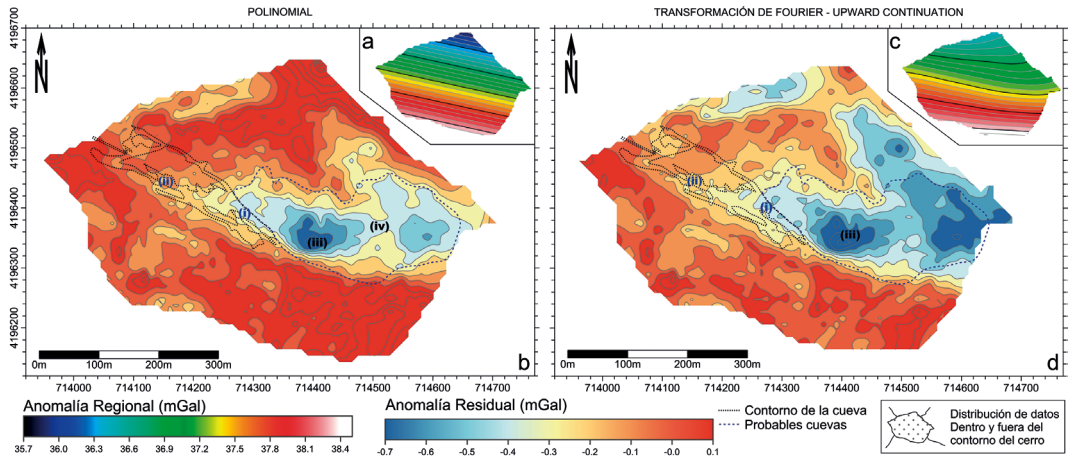 POLINOMIAL
TRANSFORMACIÓN DE FOURIER - UPWARD CONTINUATION
4196700
4196600
4196500
4196400
4196300
4196200
N
a
(ii)
(i)
(iii)
(iv)
0m 100m 200m 300m
b
714000 714100 714200 714300 714400 714500 714600 714700
N
c
(ii)
(i)
(iii)
0m 100m 200m 300m
d
714000 714100 714200 714300 714400 714500 714600 714700
Anomalía Regional (mGal)
35.7 36.0 36.3 36.6 36.9 37.2 37.5 37.8 38.1 38.4
Anomalía Residual (mGal)
-0.7 -0.6 -0.5 -0.4 -0.3 -0.2 -0.1 -0.0 0.1
Contorno de la cueva
Probables cuevas
Distribución de datos
Dentro y fuera del
contorno del cerro